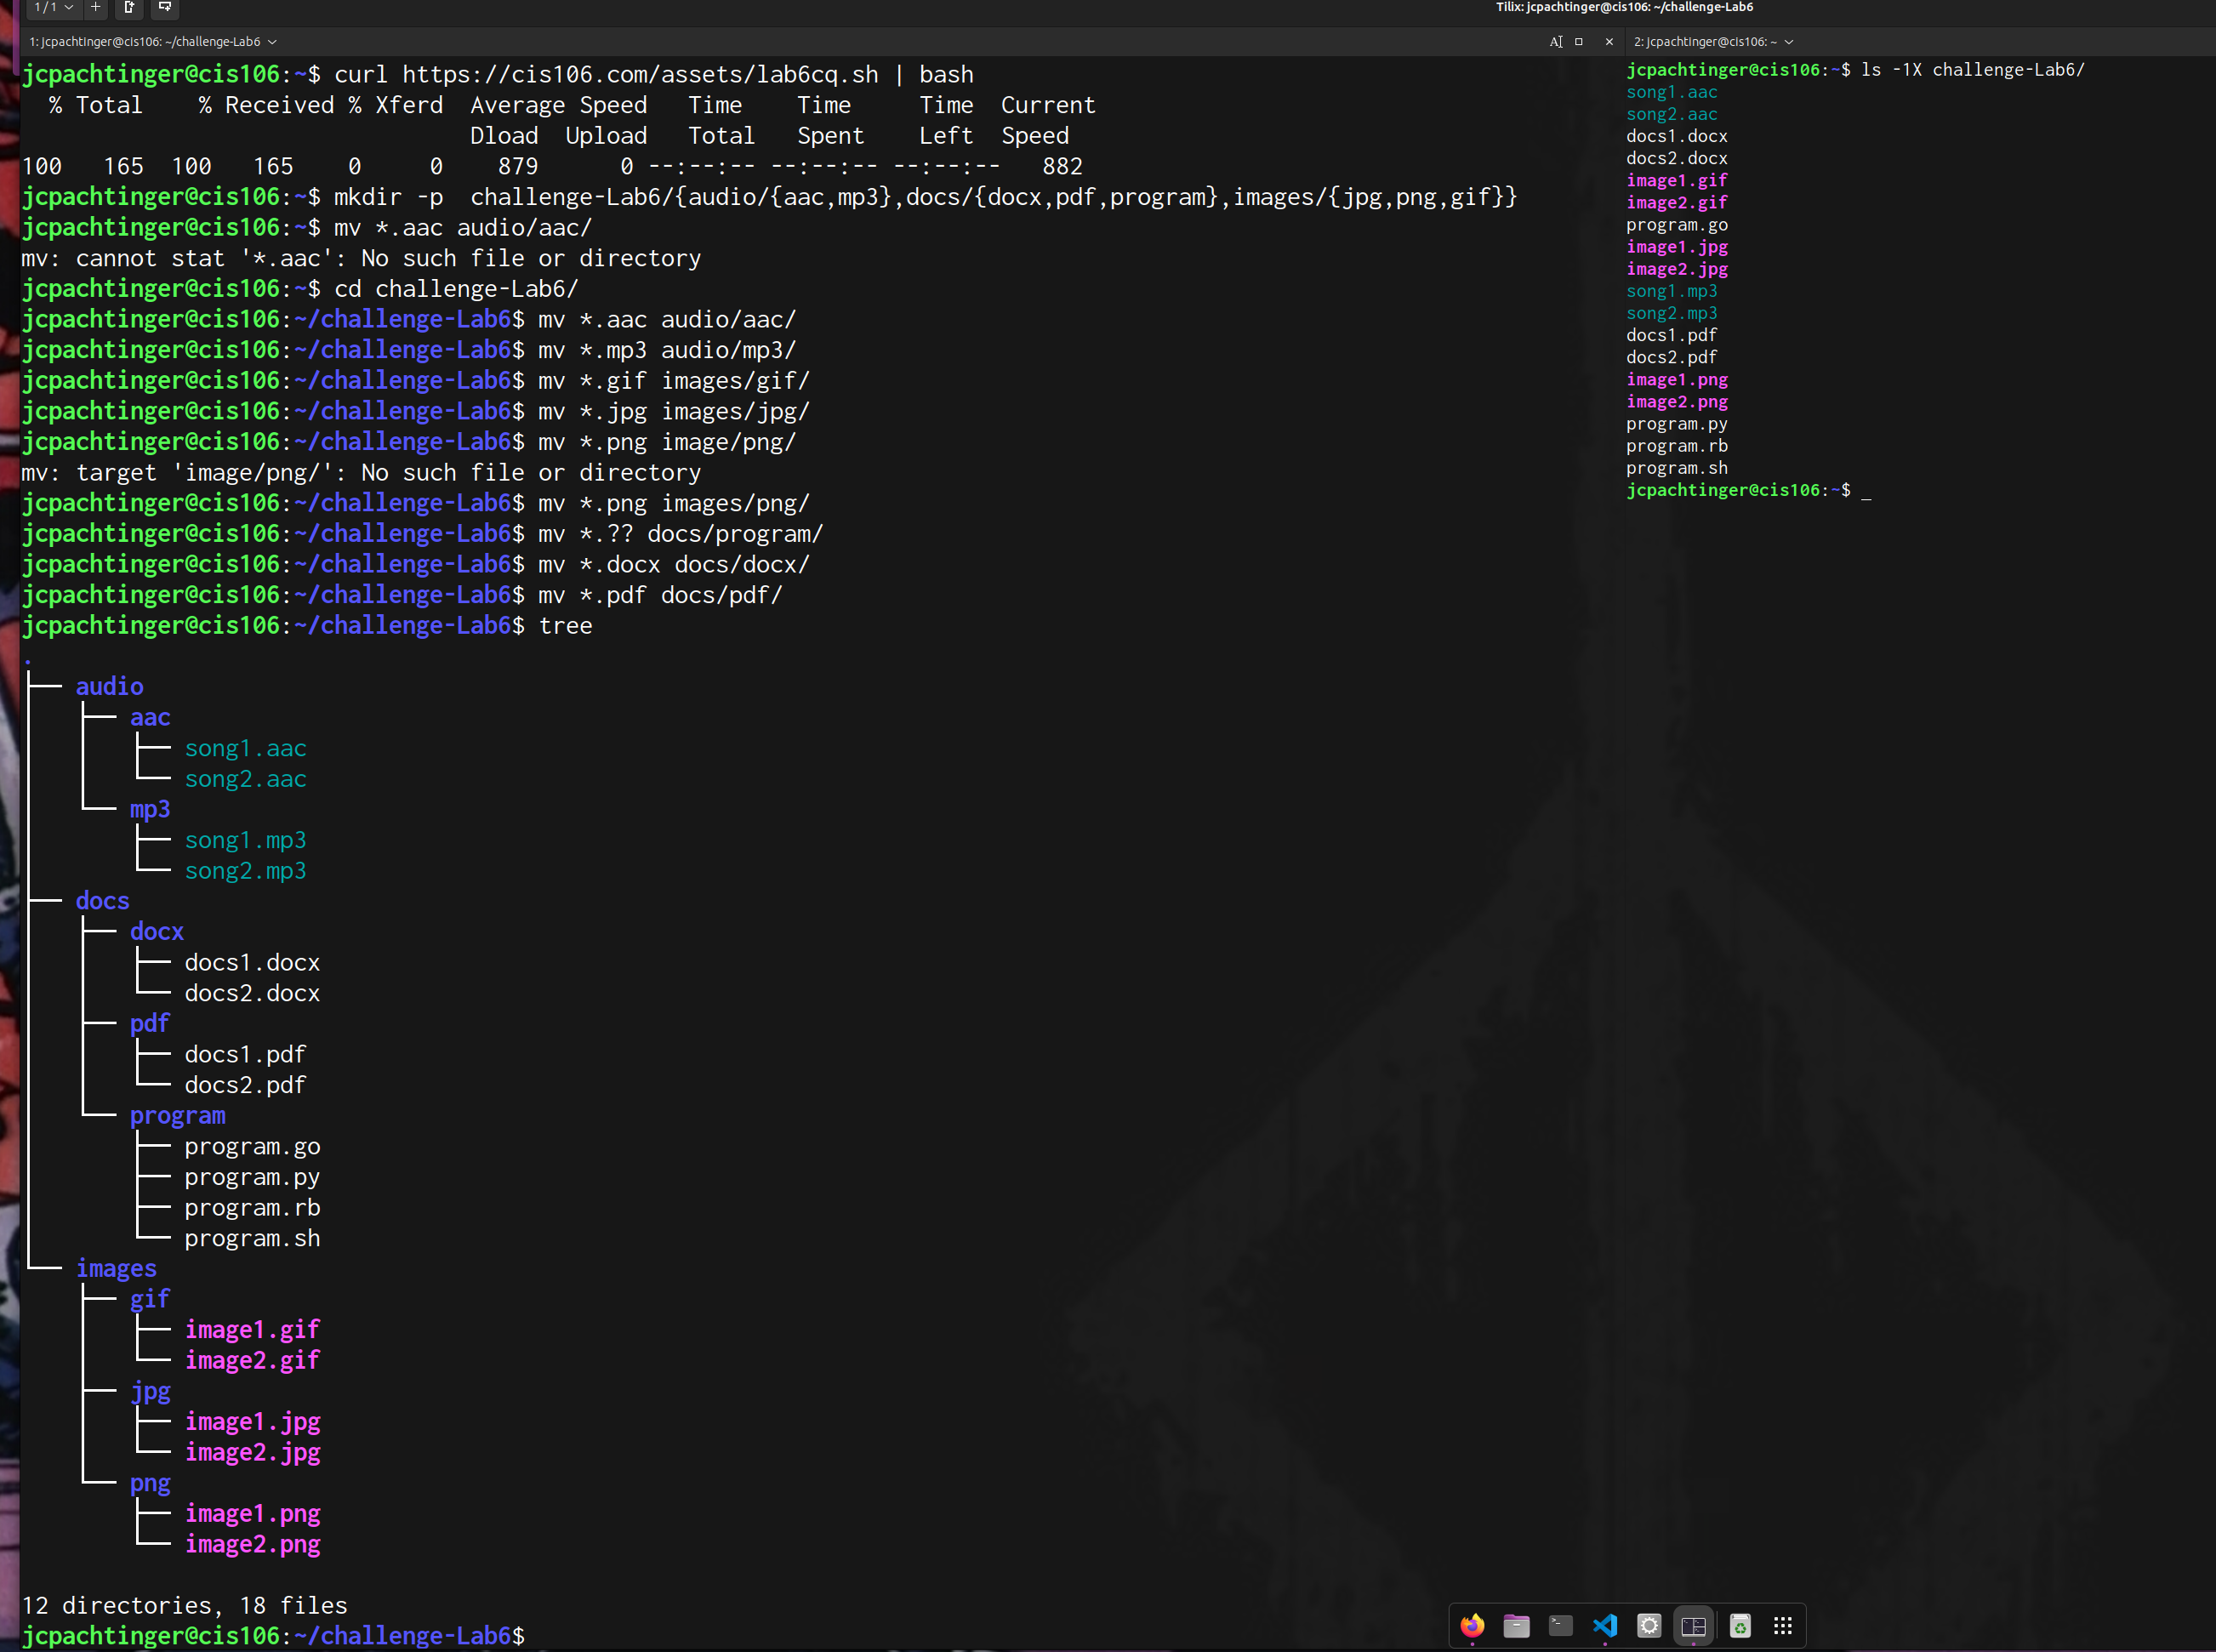 1 / 1
Tilix: jcpachtinger@cis106: ~/challenge-Lab6
1: jcpachtinger@cis106: ~/challenge-Lab6
jcpachtinger@cis106:~$ curl https://cis106.com/assets/lab6cq.sh | bash
  % Total    % Received % Xferd  Average Speed   Time    Time     Time  Current
                                 Dload  Upload   Total   Spent    Left  Speed
100   165  100   165    0     0    879      0 --:--:-- --:--:-- --:--:--   882
jcpachtinger@cis106:~$ mkdir -p  challenge-Lab6/{audio/{aac,mp3},docs/{docx,pdf,program},images/{jpg,png,gif}}
jcpachtinger@cis106:~$ mv *.aac audio/aac/
mv: cannot stat '*.aac': No such file or directory
jcpachtinger@cis106:~$ cd challenge-Lab6/
jcpachtinger@cis106:~/challenge-Lab6$ mv *.aac audio/aac/
jcpachtinger@cis106:~/challenge-Lab6$ mv *.mp3 audio/mp3/
jcpachtinger@cis106:~/challenge-Lab6$ mv *.gif images/gif/
jcpachtinger@cis106:~/challenge-Lab6$ mv *.jpg images/jpg/
jcpachtinger@cis106:~/challenge-Lab6$ mv *.png image/png/
mv: target 'image/png/': No such file or directory
jcpachtinger@cis106:~/challenge-Lab6$ mv *.png images/png/
jcpachtinger@cis106:~/challenge-Lab6$ mv *.?? docs/program/
jcpachtinger@cis106:~/challenge-Lab6$ mv *.docx docs/docx/
jcpachtinger@cis106:~/challenge-Lab6$ mv *.pdf docs/pdf/
jcpachtinger@cis106:~/challenge-Lab6$ tree
.
├── audio
│   ├── aac
│   │   ├── song1.aac
│   │   └── song2.aac
│   └── mp3
│       ├── song1.mp3
│       └── song2.mp3
├── docs
│   ├── docx
│   │   ├── docs1.docx
│   │   └── docs2.docx
│   ├── pdf
│   │   ├── docs1.pdf
│   │   └── docs2.pdf
│   └── program
│       ├── program.go
│       ├── program.py
│       ├── program.rb
│       └── program.sh
└── images
    ├── gif
    │   ├── image1.gif
    │   └── image2.gif
    ├── jpg
    │   ├── image1.jpg
    │   └── image2.jpg
    └── png
        ├── image1.png
        └── image2.png
12 directories, 18 files
jcpachtinger@cis106:~/challenge-Lab6$
2: jcpachtinger@cis106: ~
jcpachtinger@cis106:~$ ls -1X challenge-Lab6/
song1.aac
song2.aac
docs1.docx
docs2.docx
image1.gif
image2.gif
program.go
image1.jpg
image2.jpg
song1.mp3
song2.mp3
docs1.pdf
docs2.pdf
image1.png
image2.png
program.py
program.rb
program.sh
jcpachtinger@cis106:~$ _